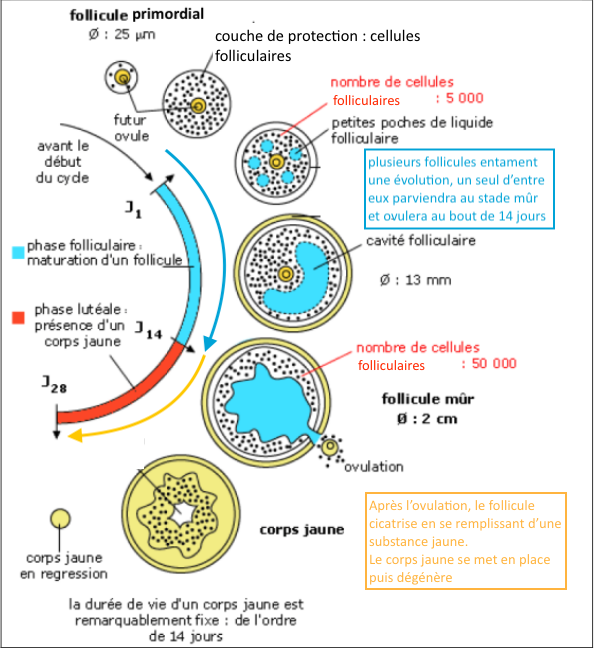 follicule primordial
Ø : 25 µm
couche de protection : cellules
folliculaires
futur
ovule
nombre de cellules
folliculaires : 5 000
petites poches de liquide
folliculaire
avant le
début
du cycle
plusieurs follicules entament
une évolution, un seul d'entre
eux parviendra au stade mûr
et ovulera au bout de 14 jours
J1
phase folliculaire :
maturation d'un follicule
cavité folliculaire
Ø : 13 mm
phase lutéale :
présence d'un
corps jaune
J14
J28
nombre de cellules
folliculaires : 50 000
follicule mûr
Ø : 2 cm
ovulation
Après l'ovulation, le follicule
cicatrise en se remplissant d'une
substance jaune.
Le corps jaune se met en place
puis dégénère
corps jaune
corps jaune
en regression
la durée de vie d'un corps jaune est
remarquablement fixe : de l'ordre
de 14 jours